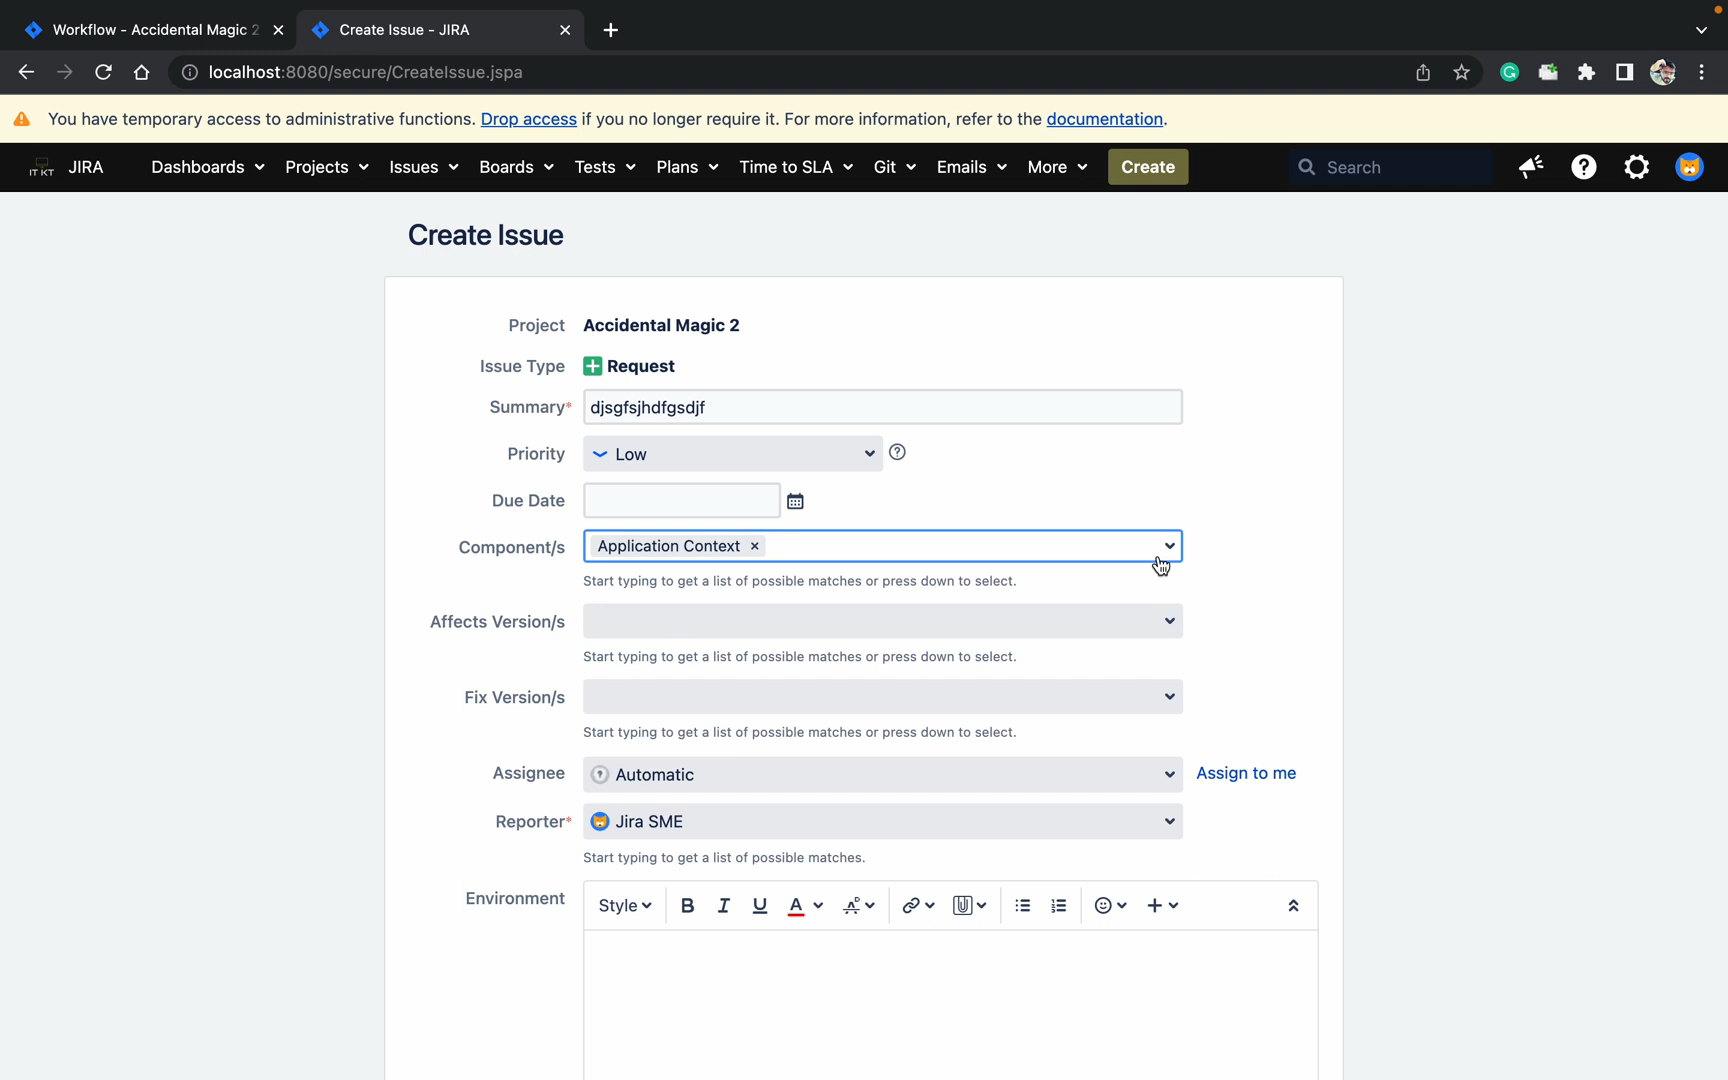 Workflow - Accidental Magic 2
Create Issue - JIRA
localhost:8080/secure/CreateIssue.jspa
You have temporary access to administrative functions. Drop access if you no longer require it. For more information, refer to the documentation.
IT KT JIRA Dashboards Projects Issues Boards Tests Plans Time to SLA Git Emails More Create Search
Create Issue
Project Accidental Magic 2
Issue Type Request
Summary* djsgfsjhdfgsdjf
Priority Low
Due Date
Component/s Application Context ×
Start typing to get a list of possible matches or press down to select.
Affects Version/s
Start typing to get a list of possible matches or press down to select.
Fix Version/s
Start typing to get a list of possible matches or press down to select.
Assignee Automatic Assign to me
Reporter* Jira SME
Start typing to get a list of possible matches.
Environment Style B I U A